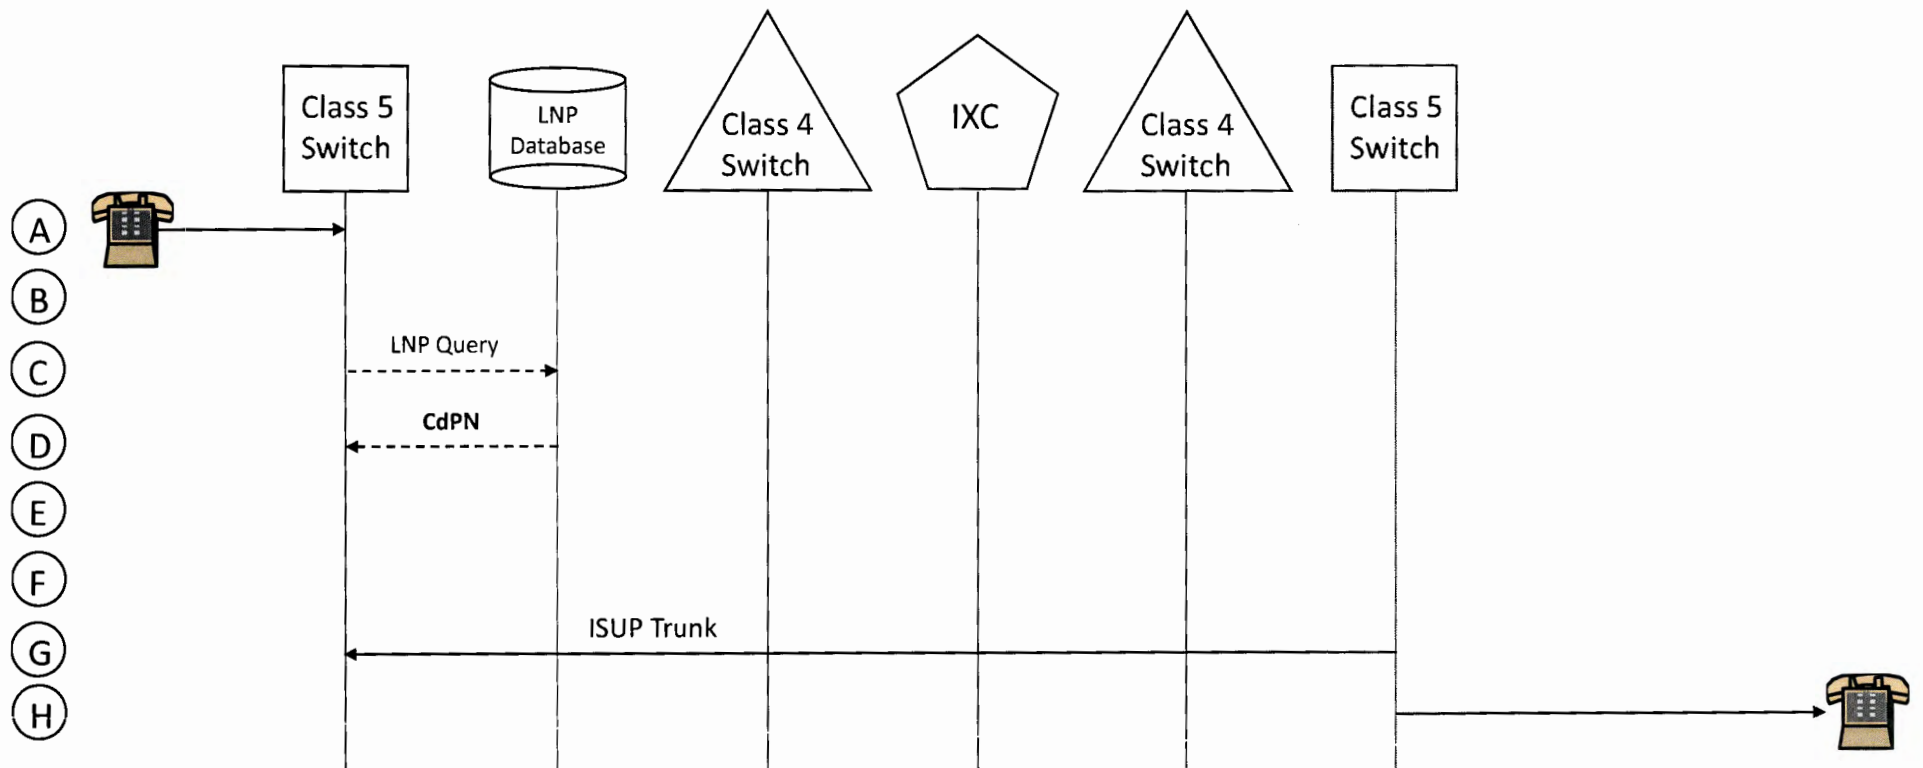 Class 5
Switch
LNP
Database
Class 4
Switch
IXC
Class 4
Switch
Class 5
Switch
A
B
LNP Query
C
CdPN
D
E
F
ISUP Trunk
G
H